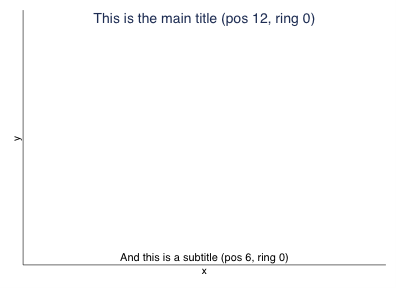 This is the main title (pos 12, ring 0)
y
And this is a subtitle (pos 6, ring 0)
x